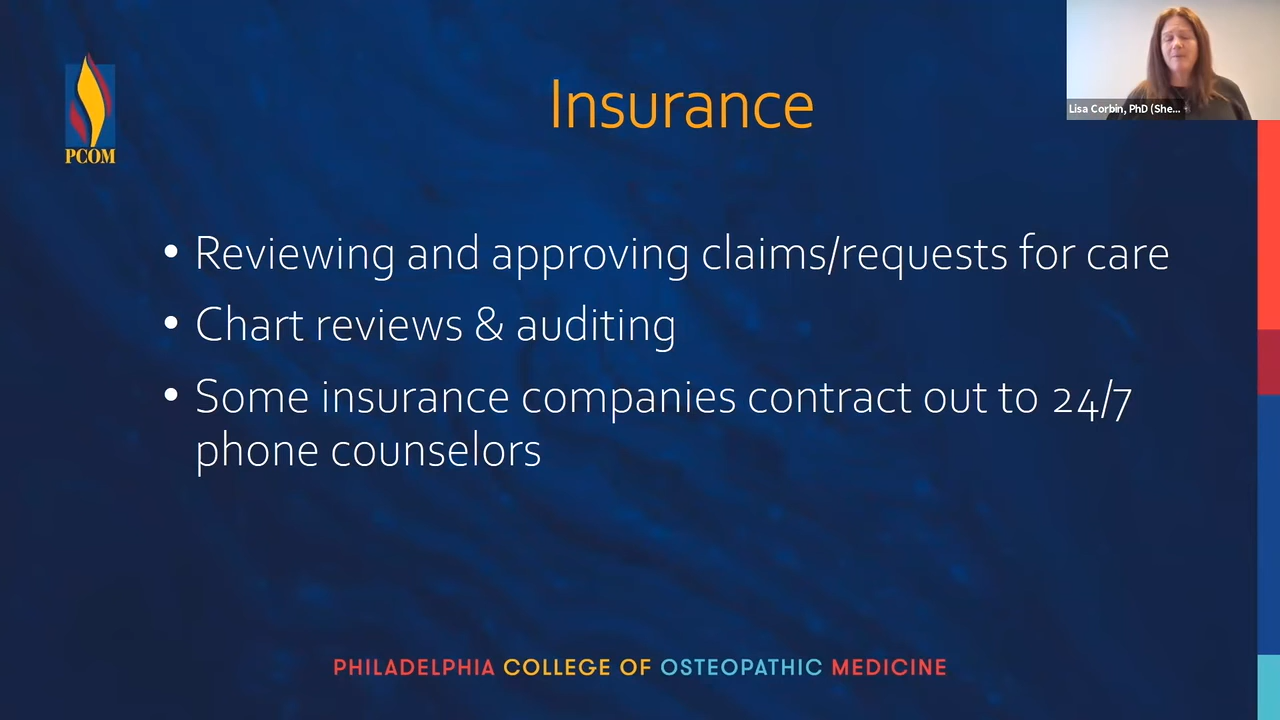 Insurance
PCOM
Lisa Corbin, PhD (She...
• Reviewing and approving claims/requests for care
• Chart reviews & auditing
• Some insurance companies contract out to 24/7
phone counselors
PHILADELPHIA COLLEGE OF OSTEOPATHIC MEDICINE